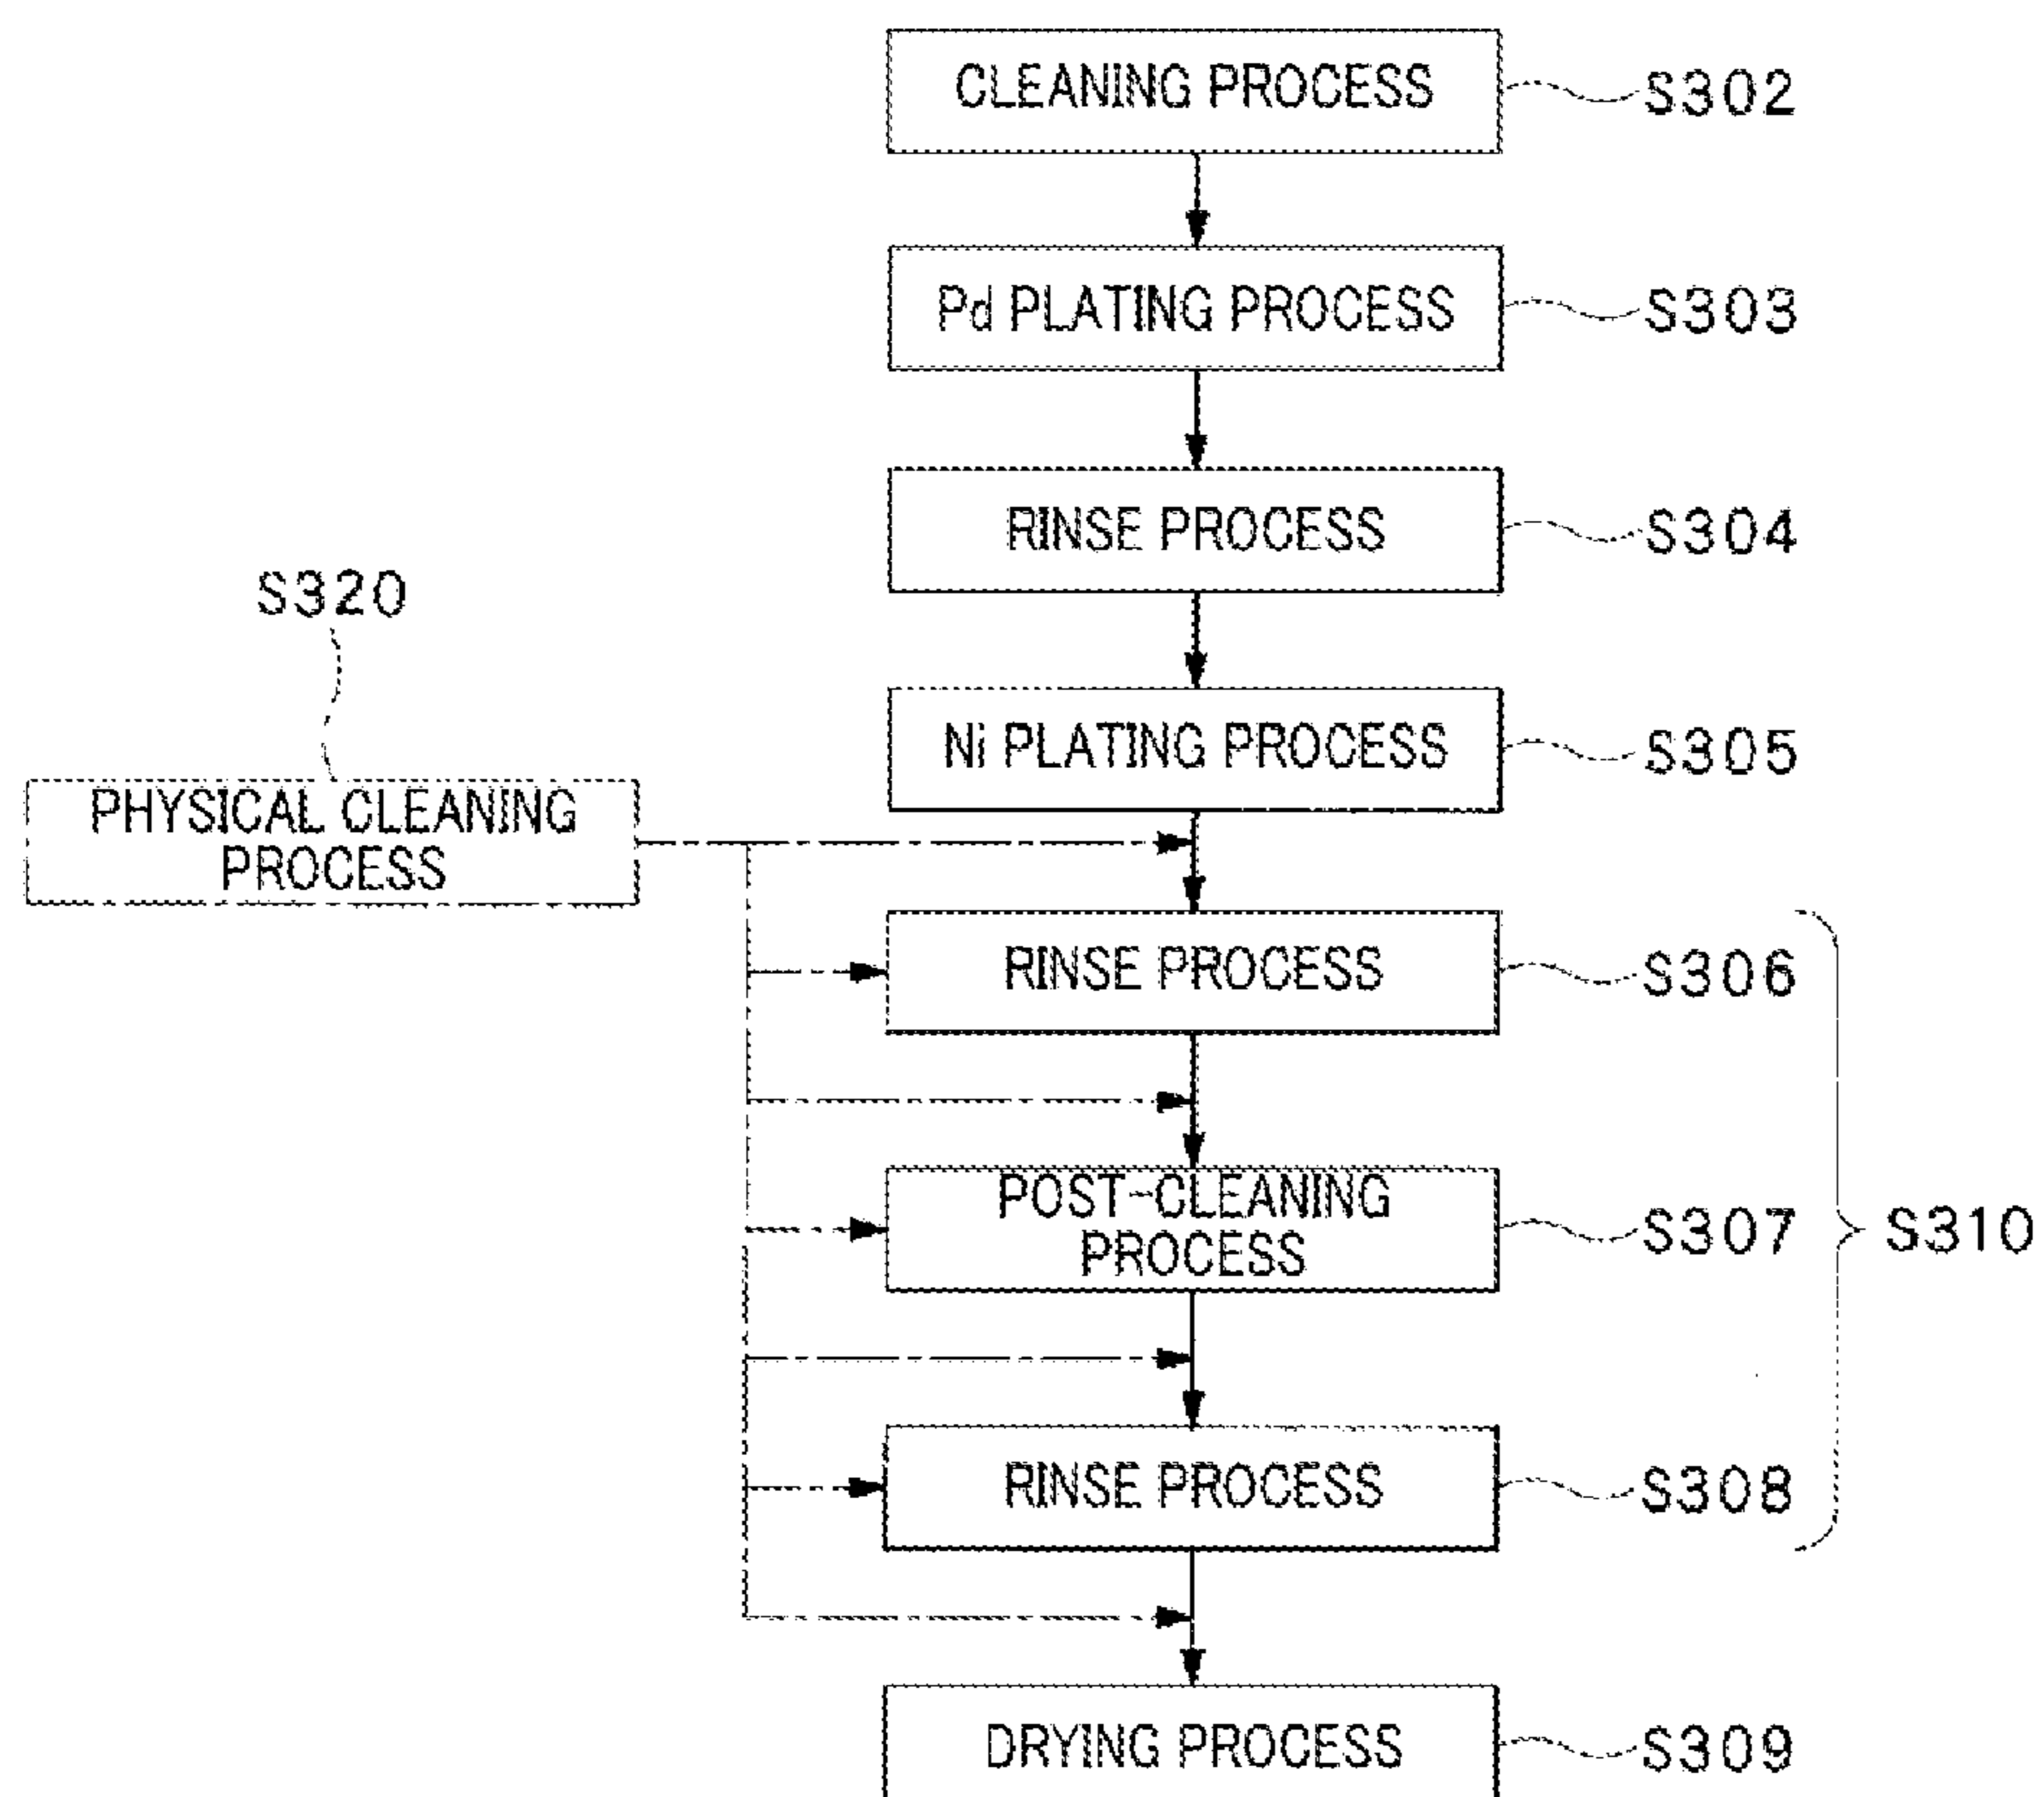 CLEANING PROCESS
S302
Pd PLATING PROCESS
S303
RINSE PROCESS
S304
S320
Ni PLATING PROCESS
S305
PHYSICAL CLEANING
PROCESS
RINSE PROCESS
S306
POST-CLEANING
PROCESS
S307
S310
RINSE PROCESS
S308
DRYING PROCESS
S309